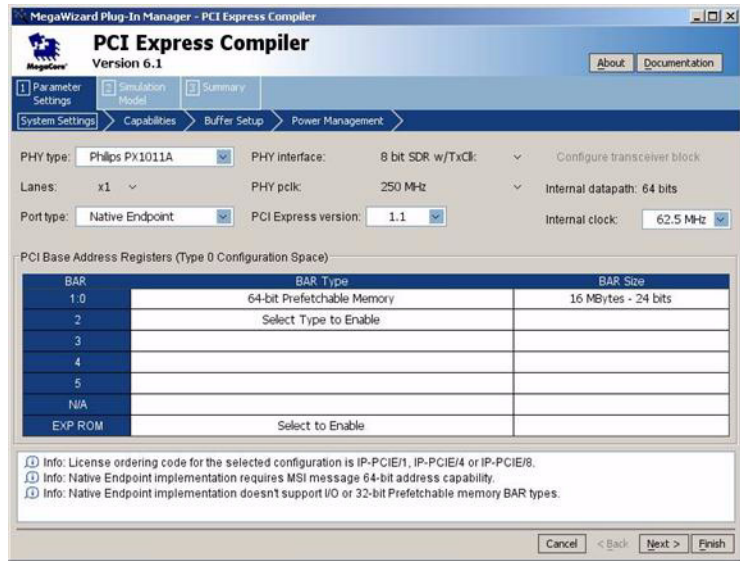 MegaWizard Plug-In Manager - PCI Express Compiler
PCI Express Compiler
Version 6.1
MegaCore
About
Documentation
1 Parameter Settings
2 Simulation Model
3 Summary
System Settings
Capabilities
Buffer Setup
Power Management
PHY type: Philips PX1011A
PHY interface: 8 bit SDR w/TxClk
Configure transceiver block
Lanes: x1
PHY pclk: 250 MHz
Internal datapath: 64 bits
Port type: Native Endpoint
PCI Express version: 1.1
Internal clock: 62.5 MHz
PCI Base Address Registers (Type 0 Configuration Space)
BAR BAR Type BAR Size
1:0 64-bit Prefetchable Memory 16 MBytes - 24 bits
2 Select Type to Enable
3
4
5
N/A
EXP ROM Select to Enable
Info: License ordering code for the selected configuration is IP-PCIE/1, IP-PCIE/4 or IP-PCIE/8.
Info: Native Endpoint implementation requires MSI message 64-bit address capability.
Info: Native Endpoint implementation doesn't support I/O or 32-bit Prefetchable memory BAR types.
Cancel
< Back
Next >
Finish